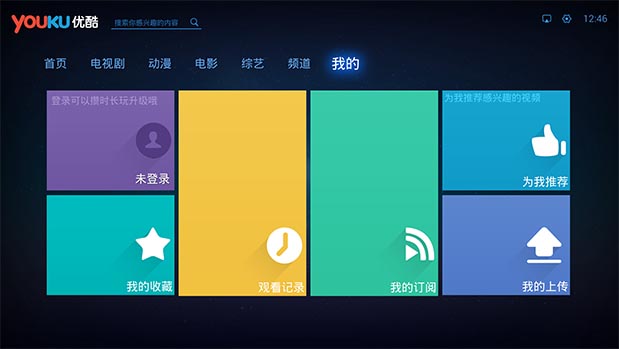 YOUKU 优酷
搜索你感兴趣的内容
12:46
首页 电视剧 动漫 电影 综艺 频道 我的
登录可以攒时长玩升级哦
为我推荐感兴趣的视频
未登录
为我推荐
我的收藏
观看记录
我的订阅
我的上传